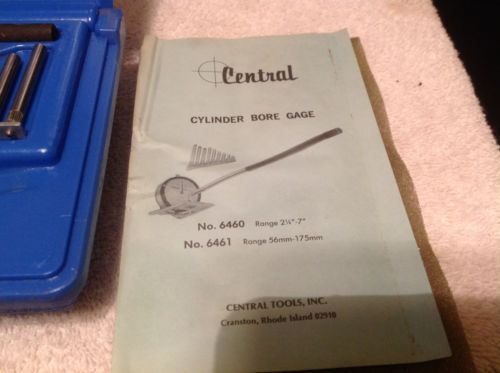 Central
CYLINDER BORE GAGE
No. 6460 Range 2¼"-7"
No. 6461 Range 56mm-175mm
CENTRAL TOOLS, INC.
Cranston, Rhode Island 02910